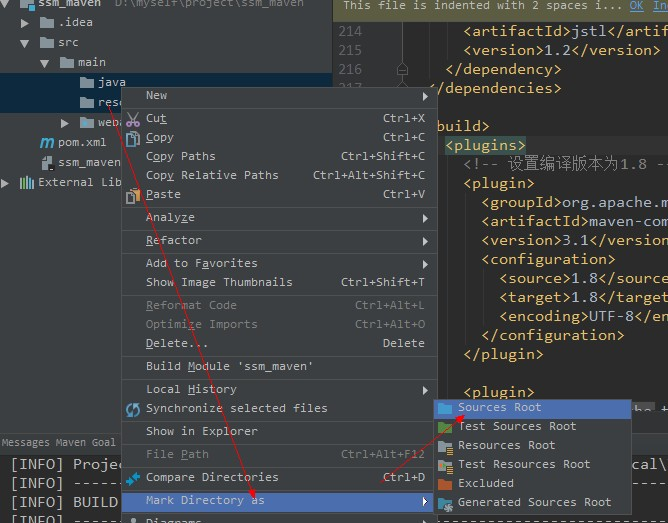 ssm_maven D:\myself\project\ssm_maven
.idea
src
main
java
reso
weba
pom.xml
ssm_maven
External Lib
This file is indented with 2 spaces i... OK
214 <artifactId>jstl</artifactId
215 <version>1.2</version>
216 </dependency>
217 </dependencies>
build>
<plugins>
<!-- 设置编译版本为1.8 --
<plugin>
<groupId>org.apache.m
<artifactId>maven-com
<version>3.1</version
<configuration>
<source>1.8</source
<target>1.8</target
<encoding>UTF-8</en
</configuration>
</plugin>
<plugin>
New
Cut Ctrl+X
Copy Ctrl+C
Copy Paths Ctrl+Shift+C
Copy Relative Paths Ctrl+Alt+Shift+C
Paste Ctrl+V
Analyze
Refactor
Add to Favorites
Show Image Thumbnails Ctrl+Shift+T
Reformat Code Ctrl+Alt+L
Optimize Imports Ctrl+Alt+O
Delete... Delete
Build Module 'ssm_maven'
Local History
Synchronize selected files
Show in Explorer
File Path Ctrl+Alt+F12
Compare Directories Ctrl+D
Mark Directory as
Diagrams
Sources Root
Test Sources Root
Resources Root
Test Resources Root
Excluded
Generated Sources Root
Messages Maven Goal
[INFO] Projec
[INFO] -----
[INFO] BUILD
[INFO] -----